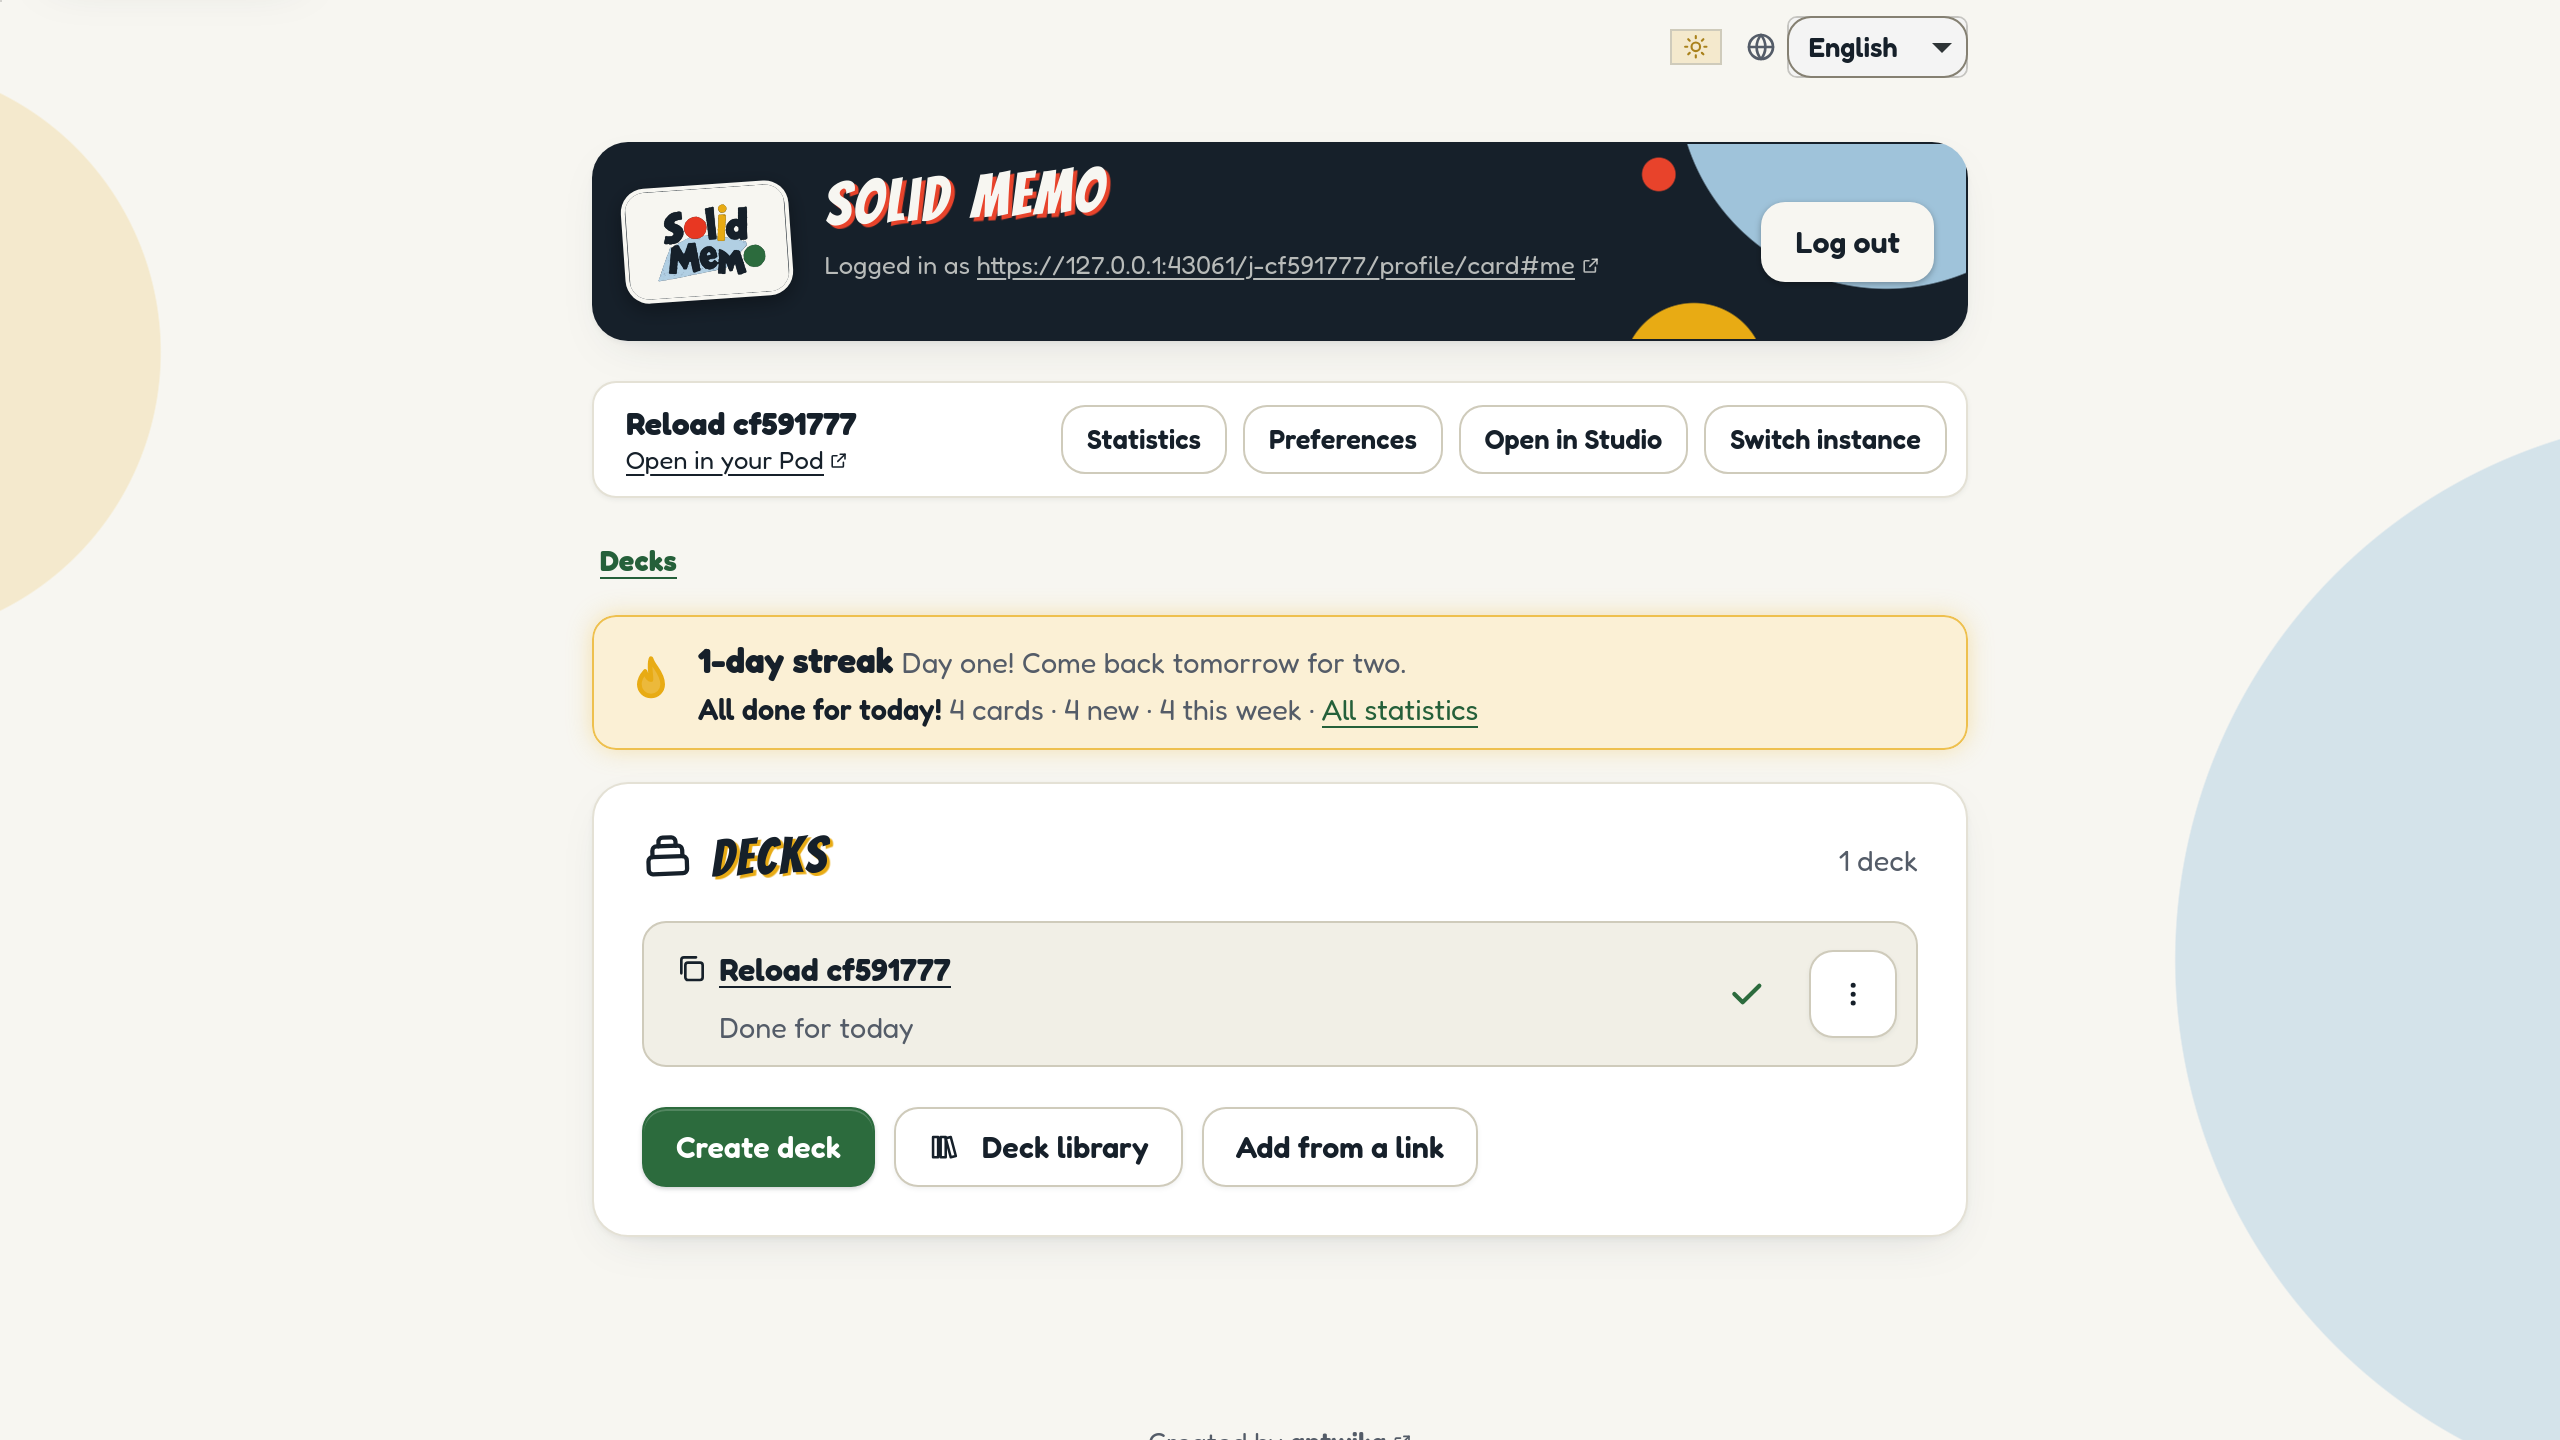 English
Solid
Memo
SOLID MEMO
Logged in as https://127.0.0.1:43061/j-cf591777/profile/card#me
Log out
Reload cf591777
Open in your Pod
Statistics
Preferences
Open in Studio
Switch instance
Decks
1-day streak Day one! Come back tomorrow for two.
All done for today! 4 cards · 4 new · 4 this week · All statistics
DECKS
1 deck
Reload cf591777
Done for today
Create deck
Deck library
Add from a link
Created by antwika